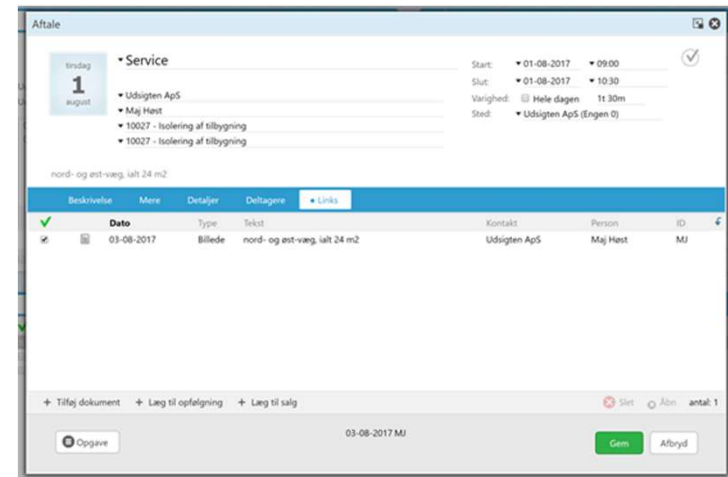 Aftale
tirsdag
1
august
Service
Udsigten ApS
Maj Høst
10027 - Isolering af tilbygning
10027 - Isolering af tilbygning
Start: 01-08-2017 09:00
Slut: 01-08-2017 10:30
Varighed: Hele dagen 1t 30m
Sted: Udsigten ApS (Engen 0)
nord- og øst-væg, ialt 24 m2
Beskrivelse Mere Detaljer Deltagere • Links
Dato Type Tekst Kontakt Person ID
03-08-2017 Billede nord- og øst-væg, ialt 24 m2 Udsigten ApS Maj Høst MJ
+ Tilføj dokument + Læg til opfølgning + Læg til salg Slet Åbn antal: 1
Opgave 03-08-2017 MJ Gem Afbryd